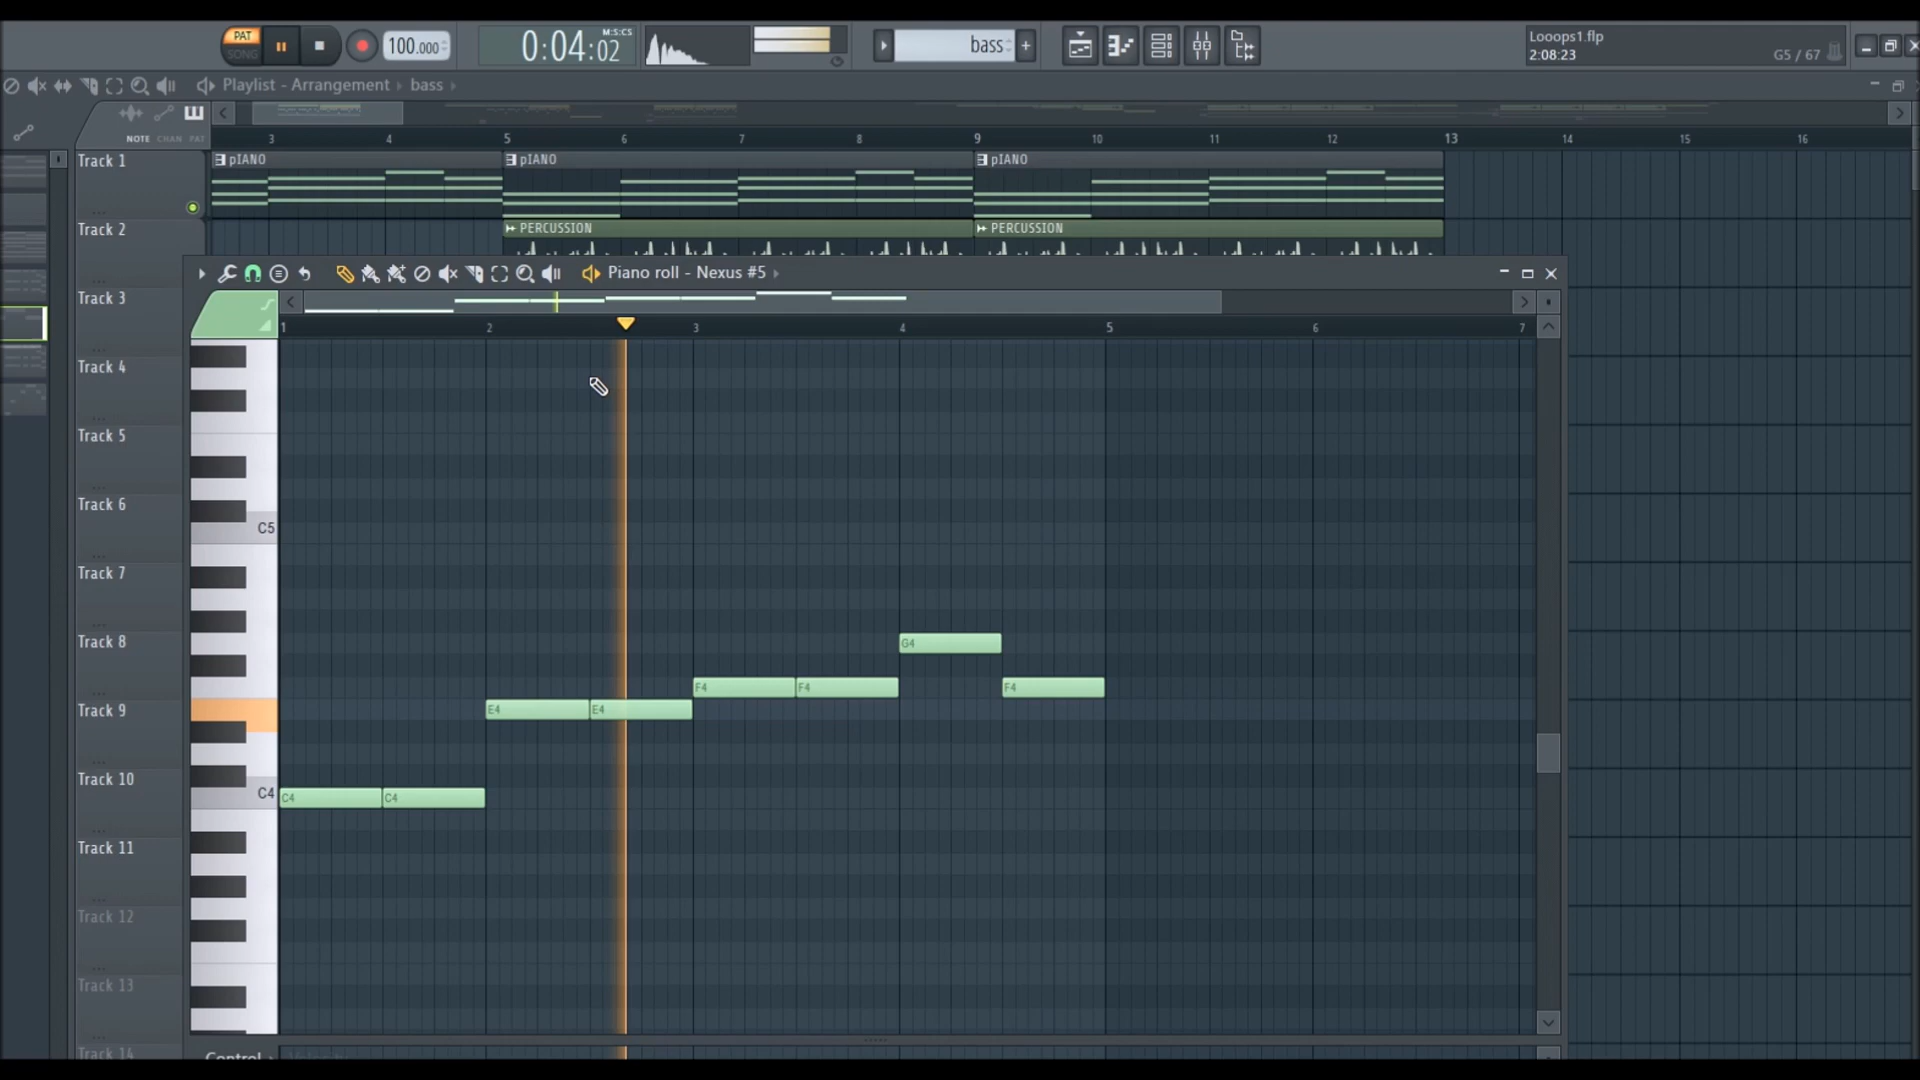 PAT
SONG
100.000
0:04:02
M:S:CS
bass
Looops1.flp
2:08:23
G5 / 67
Playlist - Arrangement › bass ›
NOTE CHAN PAT
3 4 5 6 7 8 9 10 11 12 13 14 15 16
Track 1
pIANO pIANO pIANO
Track 2
PERCUSSION PERCUSSION
Piano roll - Nexus #5
Track 3
1 2 3 4 5 6 7
Track 4
Track 5
Track 6
C5
Track 7
Track 8
G4
F4 F4 F4
Track 9
E4 E4
Track 10
C4
C4 C4
Track 11
Track 12
Track 13
Track 14
Control